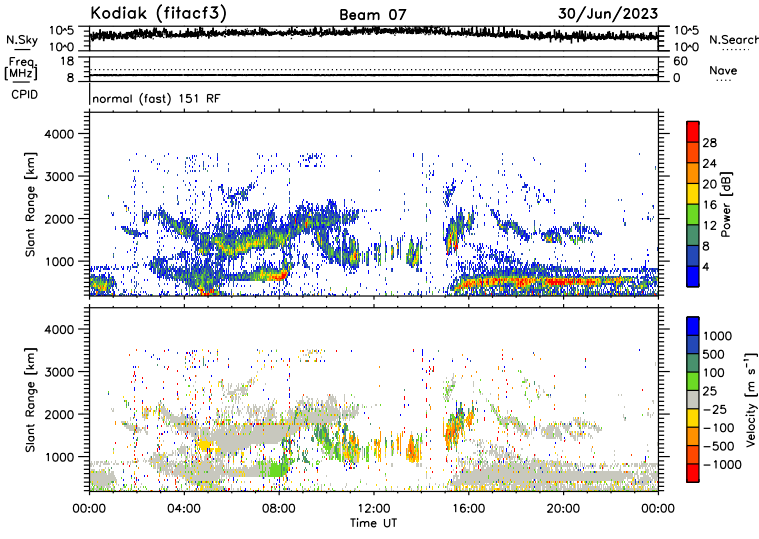 Kodiak (fitacf3) Beam 07 30/Jun/2023
N.Sky 10^5 10^0 10^5 10^0 N.Search
Freq. [MHz] 18 8 60 0 Nave
CPID normal (fast) 151 RF
Slant Range [km] 4000 3000 2000 1000
Power [dB] 28 24 20 16 12 8 4
Slant Range [km] 4000 3000 2000 1000
Velocity [m s⁻¹] 1000 500 100 25 −25 −100 −500 −1000
00:00 04:00 08:00 12:00 16:00 20:00 00:00
Time UT